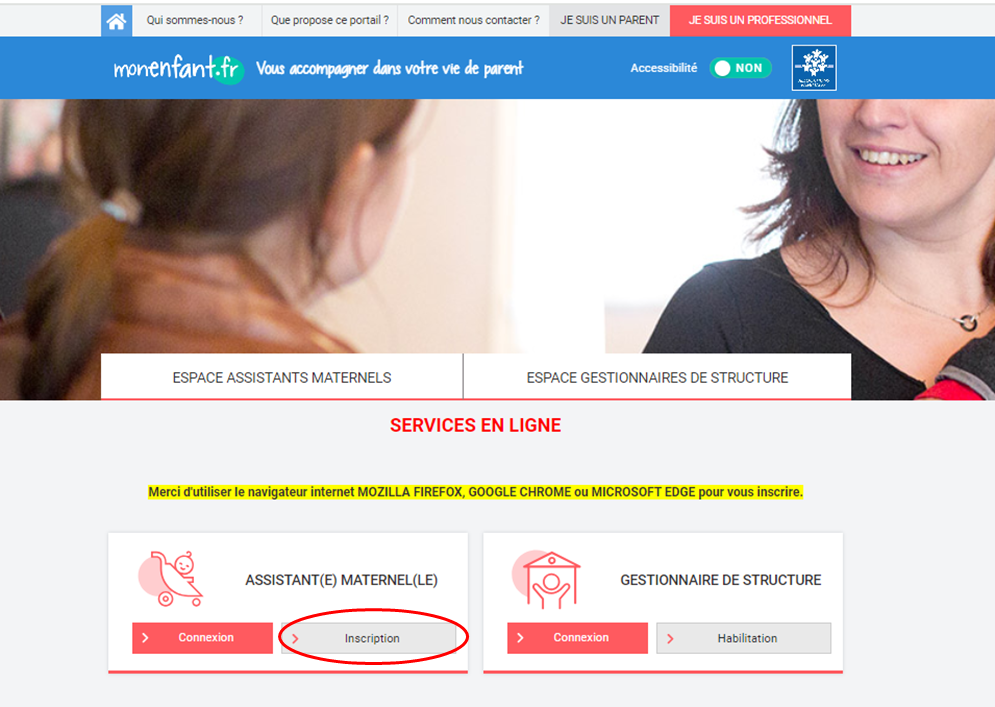 Qui sommes-nous ? Que propose ce portail ? Comment nous contacter ? JE SUIS UN PARENT JE SUIS UN PROFESSIONNEL
monenfant.fr Vous accompagner dans votre vie de parent Accessibilité NON
ESPACE ASSISTANTS MATERNELS ESPACE GESTIONNAIRES DE STRUCTURE
SERVICES EN LIGNE
Merci d'utiliser le navigateur internet MOZILLA FIREFOX, GOOGLE CHROME ou MICROSOFT EDGE pour vous inscrire.
ASSISTANT(E) MATERNEL(LE) GESTIONNAIRE DE STRUCTURE
Connexion Inscription Connexion Habilitation